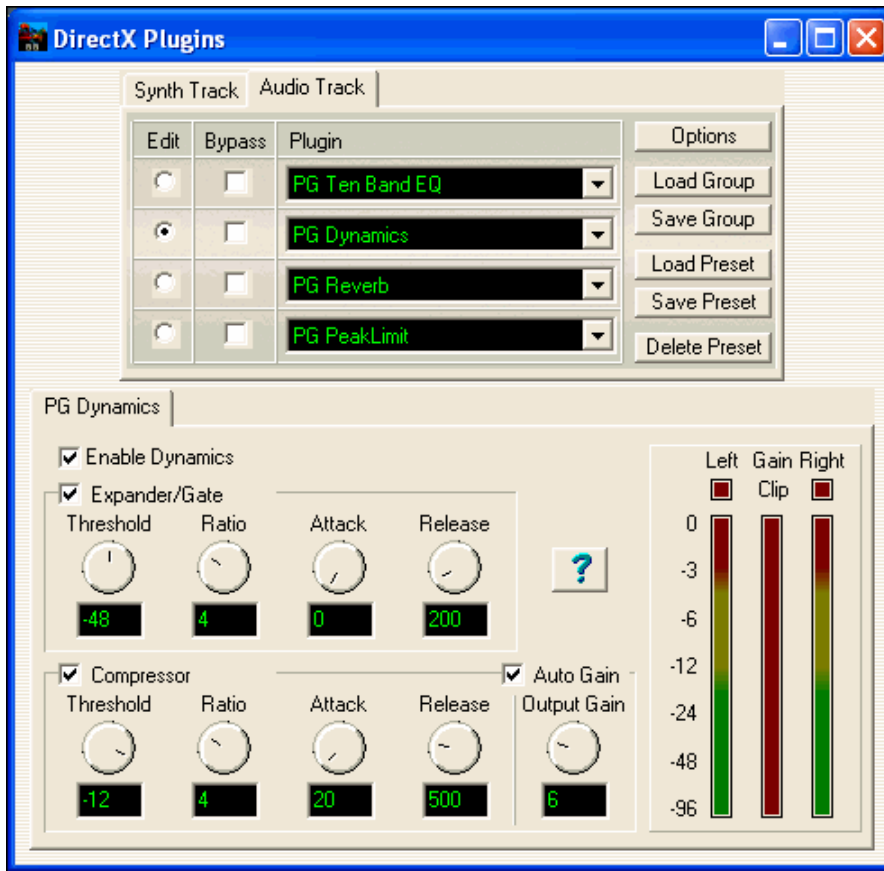 DirectX Plugins
Synth Track Audio Track
Edit Bypass Plugin Options
PG Ten Band EQ Load Group
PG Dynamics Save Group
PG Reverb Load Preset
Save Preset
PG PeakLimit Delete Preset
PG Dynamics
Enable Dynamics
Expander/Gate
Threshold Ratio Attack Release
-48 4 0 200
?
Compressor Auto Gain
Threshold Ratio Attack Release Output Gain
-12 4 20 500 6
Left Gain Right
Clip
0
-3
-6
-12
-24
-48
-96